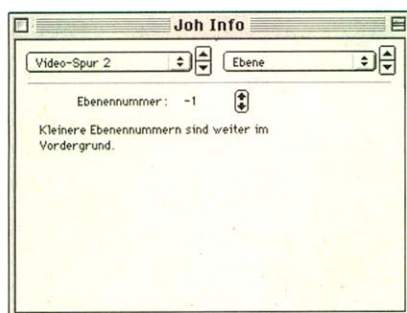 Joh Info
Video-Spur 2
Ebene
Ebenennummer: -1
Kleinere Ebenennummern sind weiter im
Vordergrund.